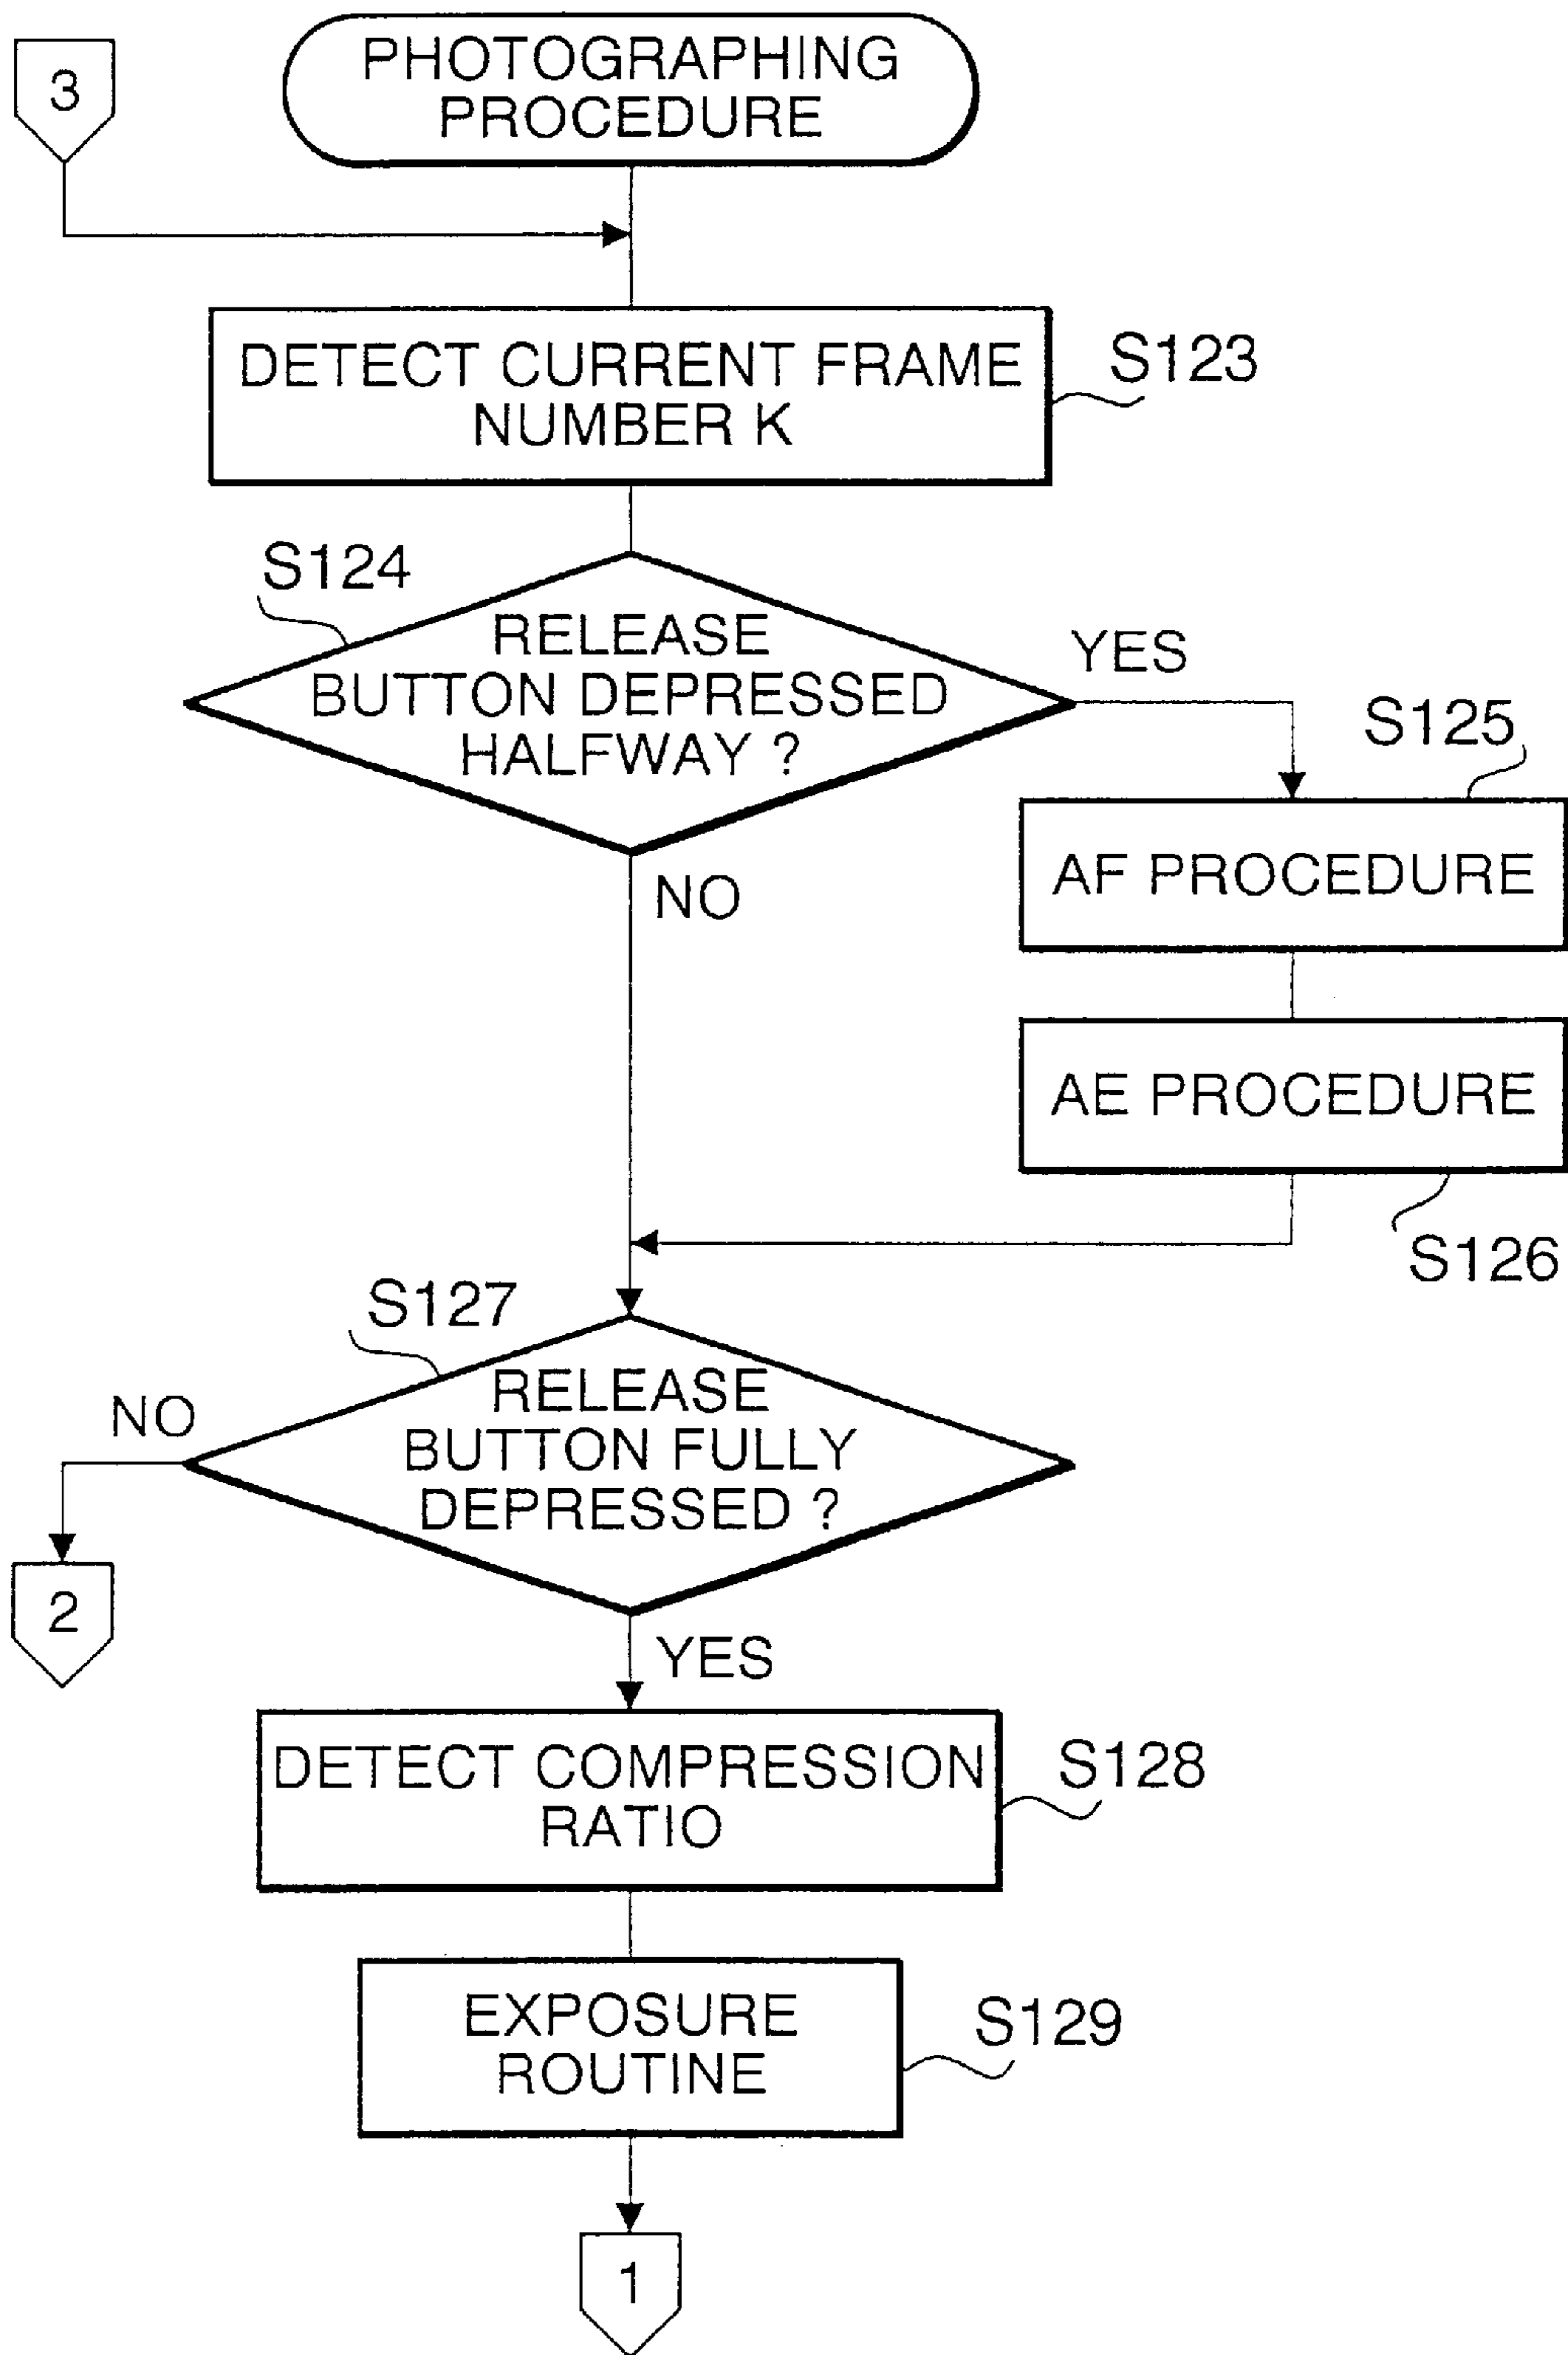 3
PHOTOGRAPHING
PROCEDURE
DETECT CURRENT FRAME
NUMBER K
S123
S124
RELEASE
BUTTON DEPRESSED
HALFWAY ?
YES
NO
S125
AF PROCEDURE
AE PROCEDURE
S126
S127
RELEASE
BUTTON FULLY
DEPRESSED ?
NO
2
YES
DETECT COMPRESSION
RATIO
S128
EXPOSURE
ROUTINE
S129
1